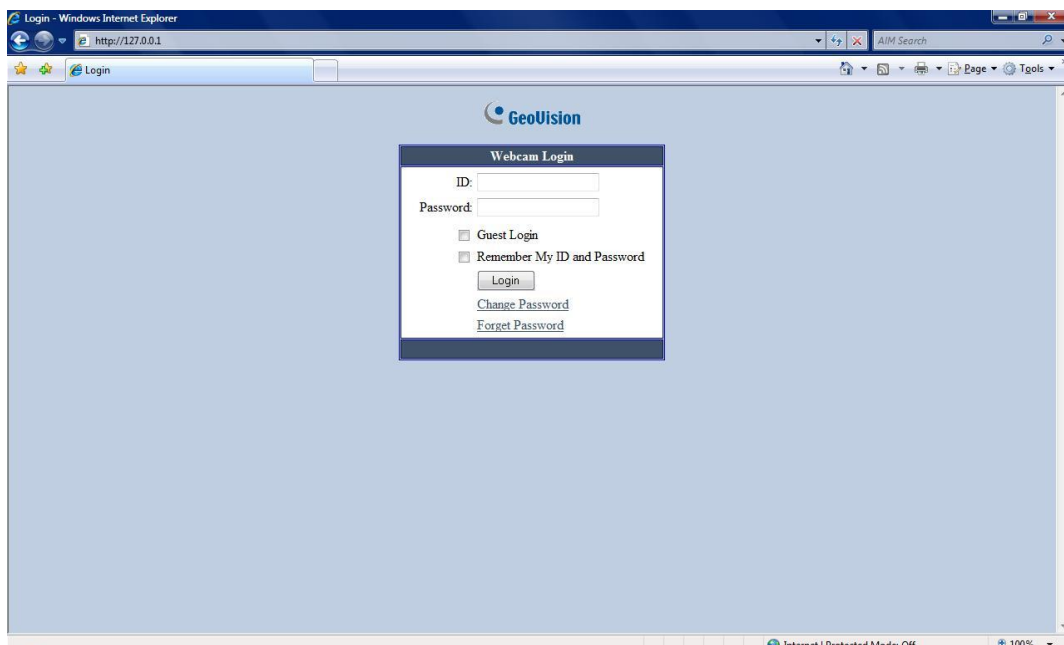 Login - Windows Internet Explorer
http://127.0.0.1
AIM Search
Login
Page
Tools
GeoVision
Webcam Login
ID:
Password:
Guest Login
Remember My ID and Password
Login
Change Password
Forget Password
Internet | Protected Mode: Off
100%